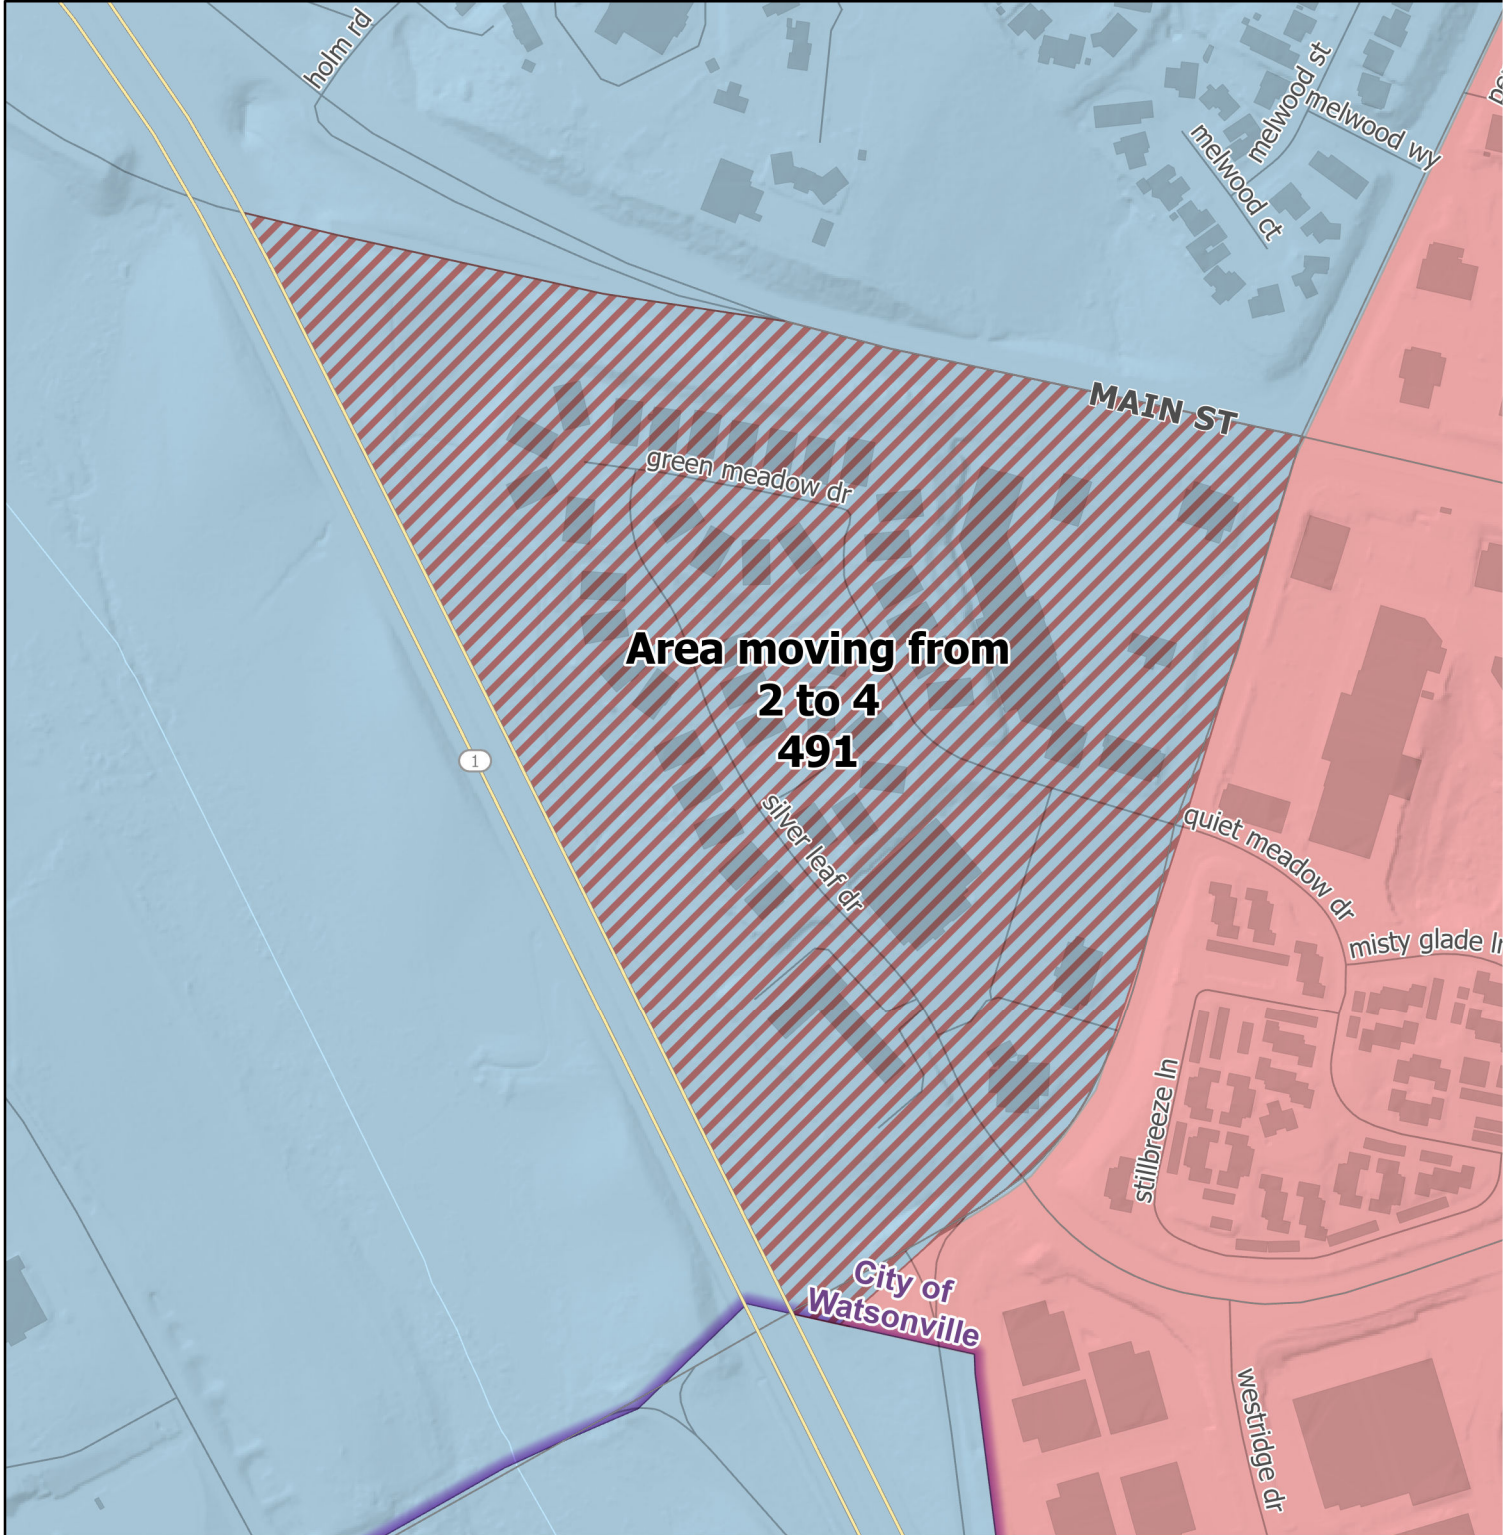 holm rd
melwood st
melwood wy
melwood ct
MAIN ST
green meadow dr
Area moving from
2 to 4
491
1
silver leaf dr
quiet meadow dr
misty glade
stillbreeze ln
City of
Watsonville
westridge dr